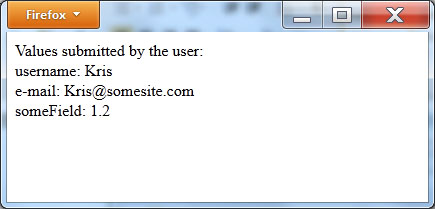 Firefox
Values submitted by the user:
username: Kris
e-mail: Kris@somesite.com
someField: 1.2